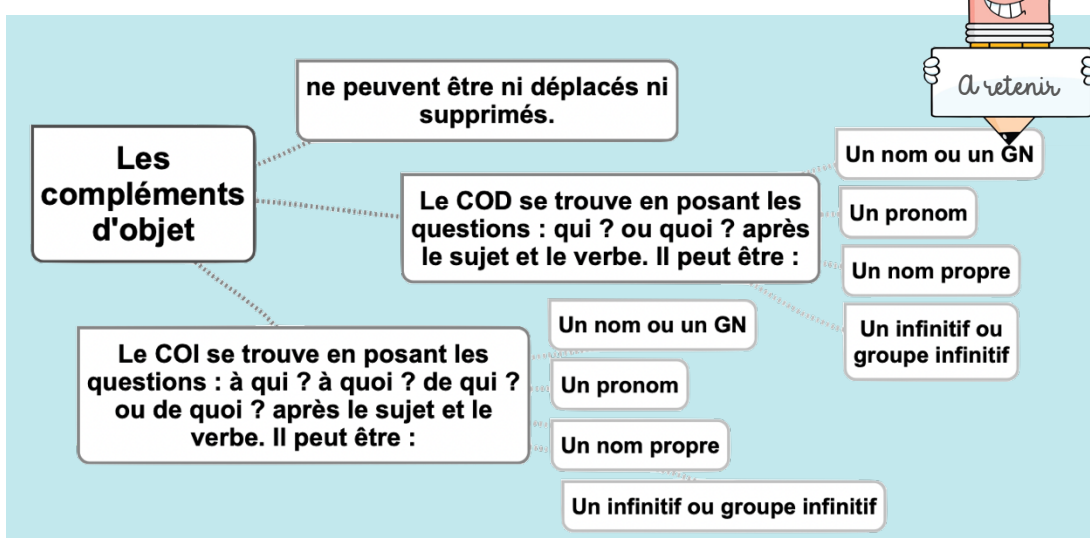 A retenir
ne peuvent être ni déplacés ni
supprimés.
Les
compléments
d'objet
Le COD se trouve en posant les
questions : qui ? ou quoi ? après
le sujet et le verbe. Il peut être :
Un nom ou un GN
Un pronom
Un nom propre
Un infinitif ou
groupe infinitif
Le COI se trouve en posant les
questions : à qui ? à quoi ? de qui ?
ou de quoi ? après le sujet et le
verbe. Il peut être :
Un nom ou un GN
Un pronom
Un nom propre
Un infinitif ou groupe infinitif